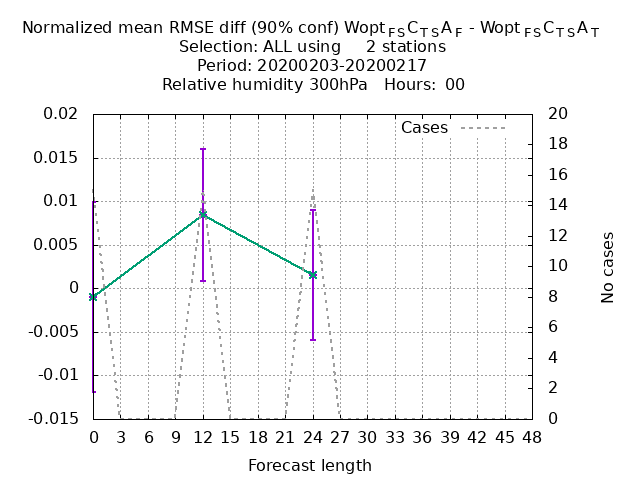 Normalized mean RMSE diff (90% conf) Wopt FS C T S A F - Wopt FS C T S A T
Selection: ALL using 2 stations
Period: 20200203-20200217
Relative humidity 300hPa Hours: 00
Cases
0.02
0.015
0.01
0.005
0
-0.005
-0.01
-0.015
20
18
16
14
12
10
8
6
4
2
0
No cases
0 3 6 9 12 15 18 21 24 27 30 33 36 39 42 45 48
Forecast length